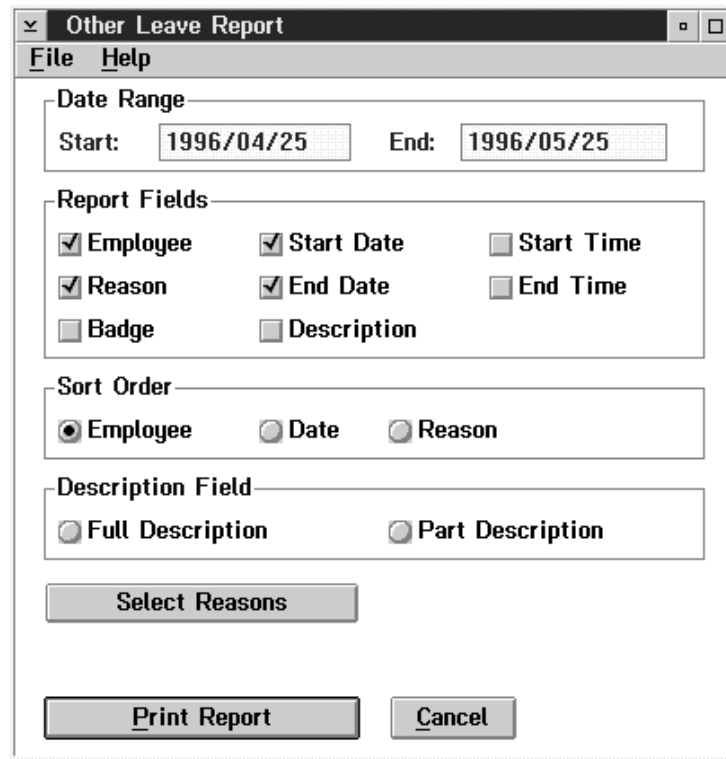 Other Leave Report
File Help
Date Range
Start: 1996/04/25 End: 1996/05/25
Report Fields
Employee Start Date Start Time
Reason End Date End Time
Badge Description
Sort Order
Employee Date Reason
Description Field
Full Description Part Description
Select Reasons
Print Report Cancel